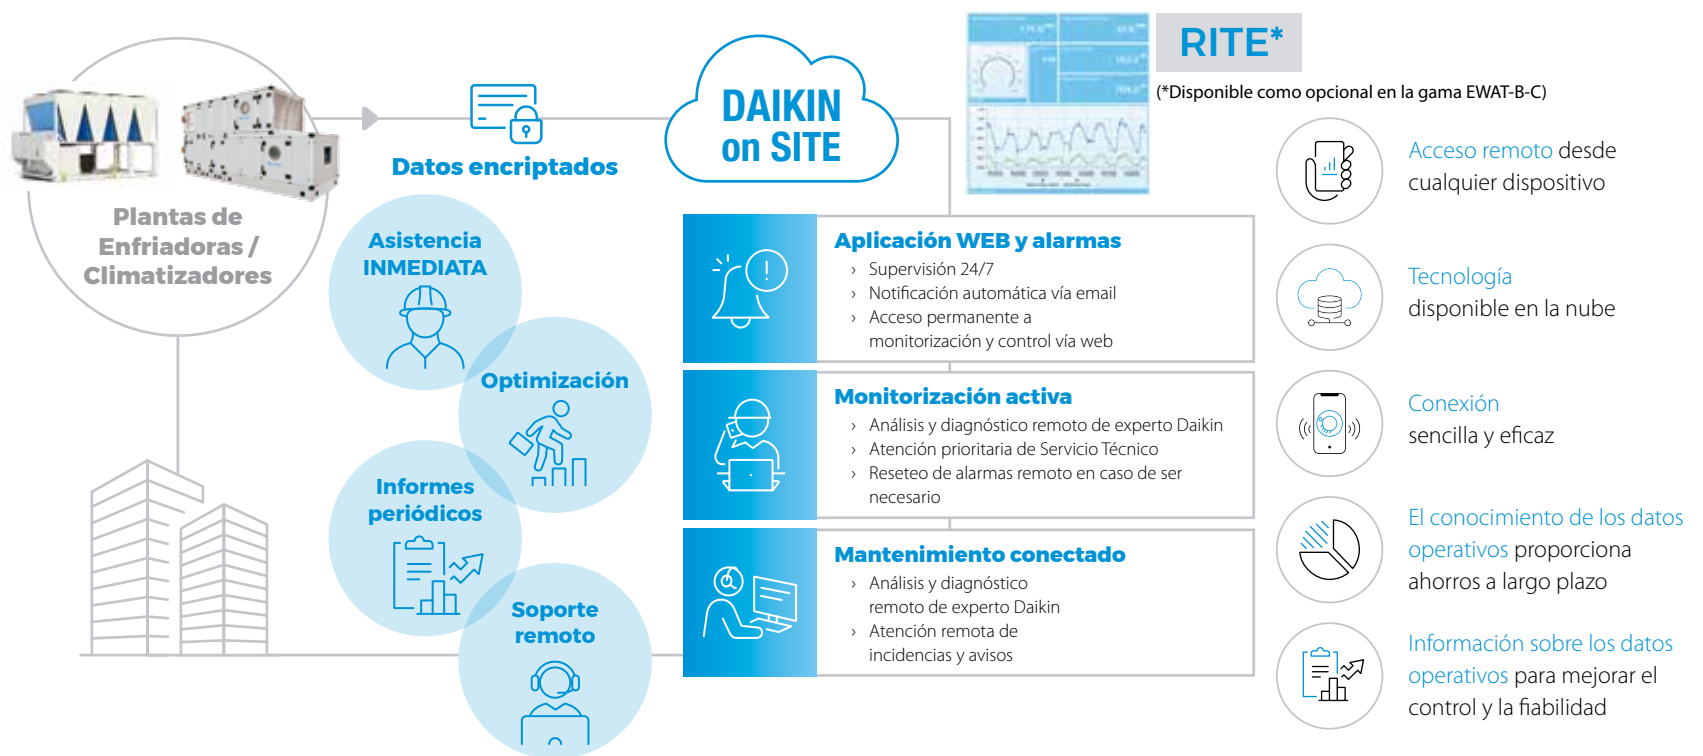 Plantas de
Enfriadoras /
Climatizadores
Datos encriptados
DAIKIN
on SITE
RITE*
(*Disponible como opcional en la gama EWAT-B-C)
Asistencia
INMEDIATA
Optimización
Informes
periódicos
Soporte
remoto
Aplicación WEB y alarmas
› Supervisión 24/7
› Notificación automática vía email
› Acceso permanente a
monitorización y control vía web
Monitorización activa
› Análisis y diagnóstico remoto de experto Daikin
› Atención prioritaria de Servicio Técnico
› Reseteo de alarmas remoto en caso de ser
necesario
Mantenimiento conectado
› Análisis y diagnóstico
remoto de experto Daikin
› Atención remota de
incidencias y avisos
Acceso remoto desde
cualquier dispositivo
Tecnología
disponible en la nube
Conexión
sencilla y eficaz
El conocimiento de los datos
operativos proporciona
ahorros a largo plazo
Información sobre los datos
operativos para mejorar el
control y la fiabilidad